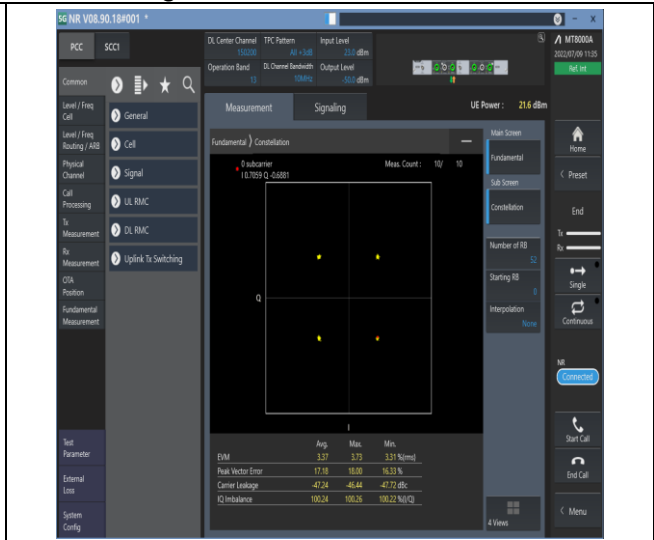 5G NR V08.90.18#001 *
PCC
SCC1
DL Center Channel
150200
TPC Pattern
All +3dB
Input Level
23.0 dBm
Operation Band
15
DL Channel Bandwidth
10MHz
Output Level
-50.0 dBm
MT8000A
2022/07/09 11:35
Ref. Int
Common
Level / Freq
Cell
Level / Freq
Routing / ARB
Physical
Channel
Call
Processing
Tx
Measurement
Rx
Measurement
OTA
Position
Fundamental
Measurement
Test
Parameter
External
Loss
System
Config
General
Cell
Signal
UL RMC
DL RMC
Uplink Tx Switching
Measurement
Signaling
UE Power : 21.6 dBm
Fundamental ⟩ Constellation
0 subcarrier
I 0.7059 Q -0.6881
Meas. Count : 10/ 10
Q
I
Avg. Max. Min.
EVM 3.37 3.73 3.31 %(rms)
Peak Vector Error 17.18 18.00 16.33 %
Carrier Leakage -47.24 -46.44 -47.72 dBc
IQ Imbalance 100.24 100.26 100.22 %(I/Q)
Main Screen
Fundamental
Sub Screen
Constellation
Number of RB
52
Starting RB
0
Interpolation
None
4 Views
Home
Preset
End
Tx
Rx
Single
Continuous
NR
Connected
Start Call
End Call
Menu